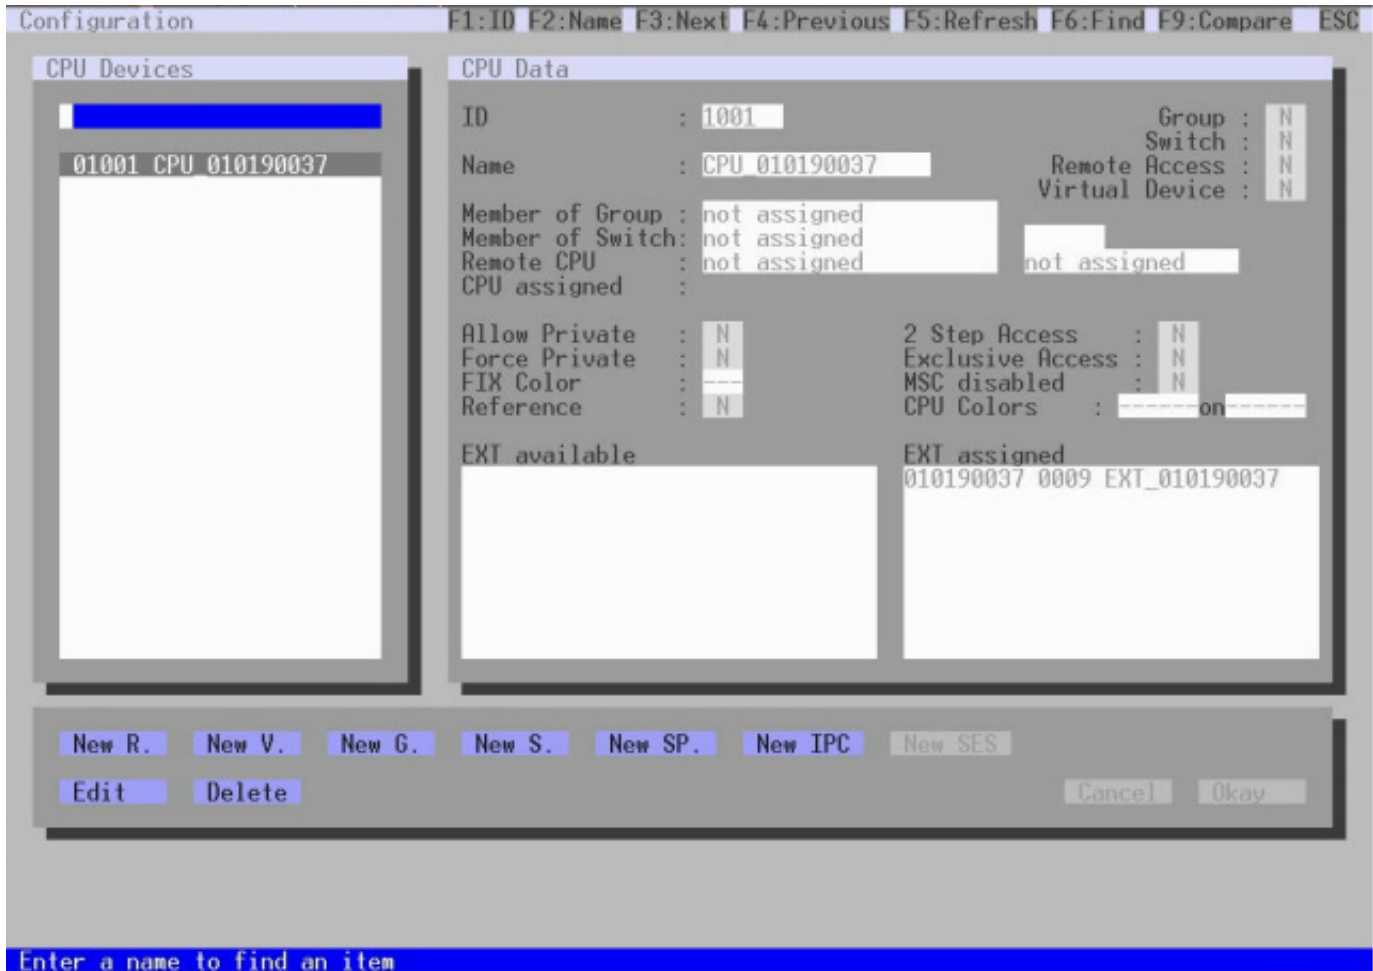 Configuration F1:ID F2:Name F3:Next F4:Previous F5:Refresh F6:Find F9:Compare ESC
CPU Devices
01001 CPU_010190037
CPU Data
ID : 1001 Group : N
Switch : N
Name : CPU_010190037 Remote Access : N
Virtual Device : N
Member of Group : not assigned
Member of Switch: not assigned
Remote CPU : not assigned not assigned
CPU assigned :
Allow Private : N 2 Step Access : N
Force Private : N Exclusive Access : N
FIX Color : --- MSC disabled : N
Reference : N CPU Colors : ------on------
EXT available EXT assigned
010190037 0009 EXT_010190037
New R. New V. New G. New S. New SP. New IPC New SES
Edit Delete Cancel Okay
Enter a name to find an item